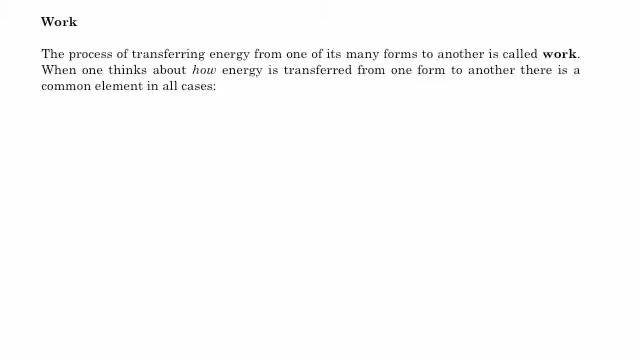 Work
The process of transferring energy from one of its many forms to another is called work.
When one thinks about how energy is transferred from one form to another there is a
common element in all cases: